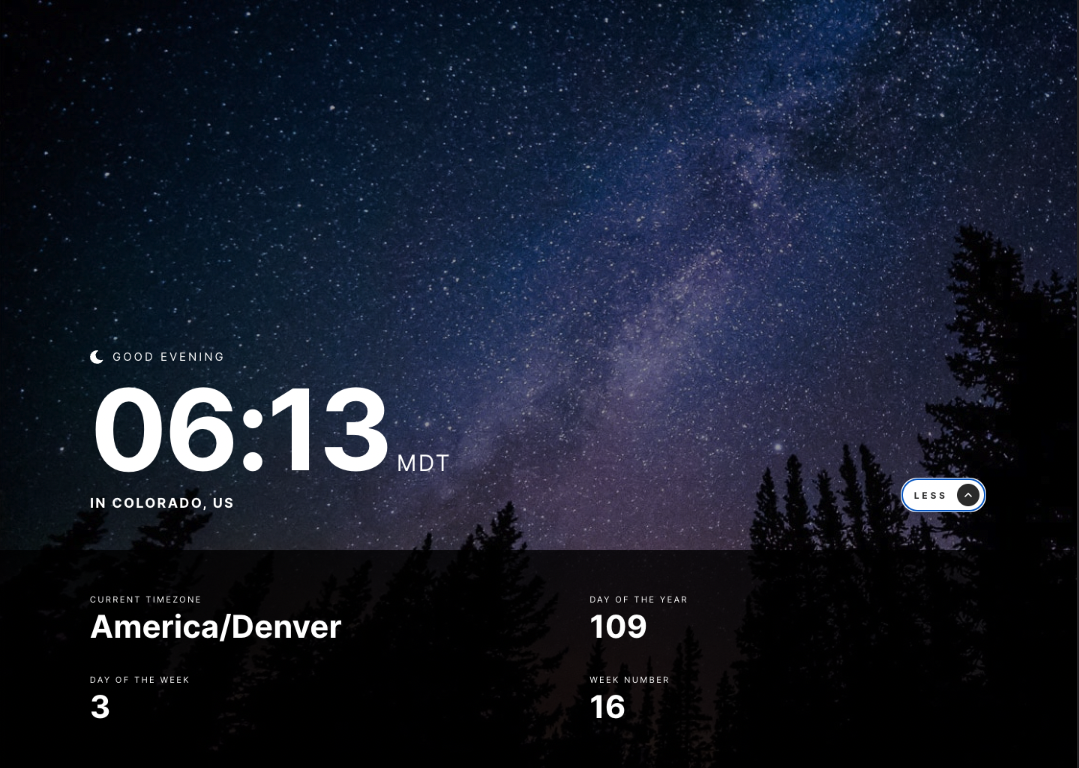 GOOD EVENING
06:13 MDT
IN COLORADO, US
LESS
CURRENT TIMEZONE
America/Denver
DAY OF THE YEAR
109
DAY OF THE WEEK
3
WEEK NUMBER
16